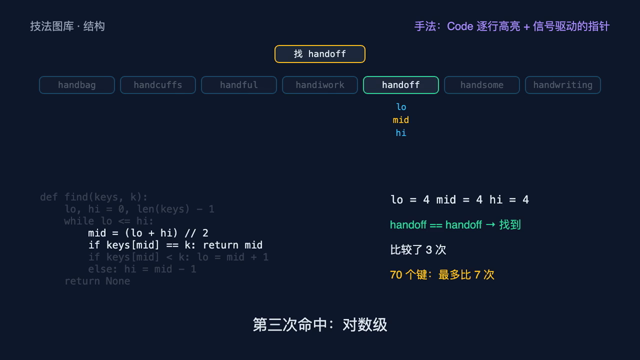 技法图库 · 结构
手法：Code 逐行高亮 + 信号驱动的指针
找 handoff
handbag handcuffs handful handiwork handoff handsome handwriting
lo
mid
hi
def find(keys, k):
    lo, hi = 0, len(keys) - 1
    while lo <= hi:
        mid = (lo + hi) // 2
        if keys[mid] == k: return mid
        if keys[mid] < k: lo = mid + 1
        else: hi = mid - 1
    return None
lo = 4 mid = 4 hi = 4
handoff == handoff → 找到
比较了 3 次
70 个键：最多比 7 次
第三次命中：对数级